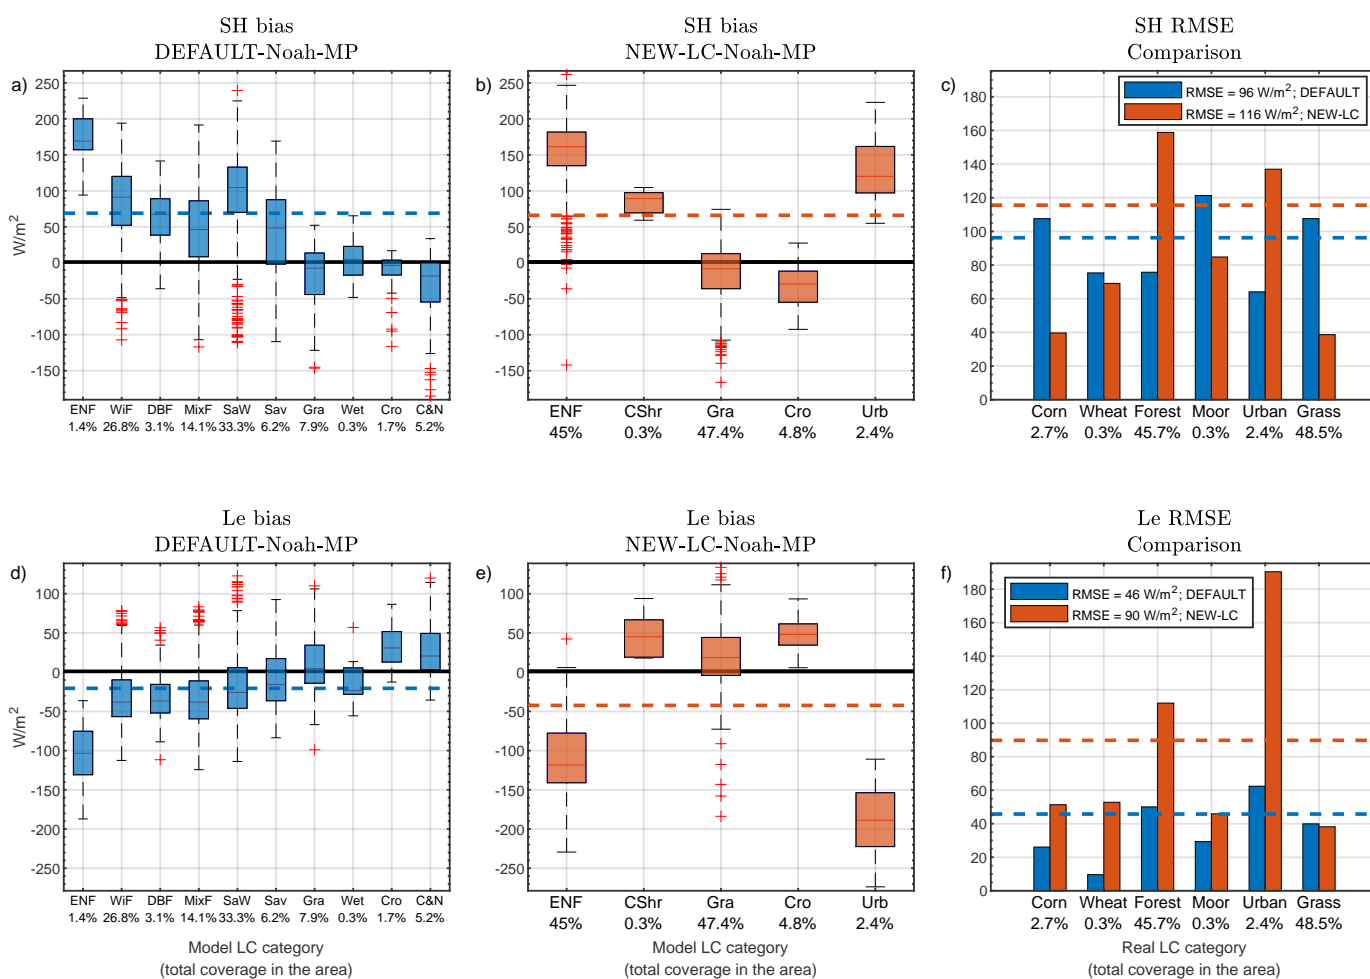 SH bias
DEFAULT-Noah-MP
SH bias
NEW-LC-Noah-MP
SH RMSE
Comparison
a)
W/m²
250
200
150
100
50
0
-50
-100
-150
ENF WiF DBF MixF SaW Sav Gra Wet Cro C&N
1.4% 26.8% 3.1% 14.1% 33.3% 6.2% 7.9% 0.3% 1.7% 5.2%
b)
250
200
150
100
50
0
-50
-100
-150
ENF CShr Gra Cro Urb
45% 0.3% 47.4% 4.8% 2.4%
c)
RMSE = 96 W/m²; DEFAULT
RMSE = 116 W/m²; NEW-LC
180
160
140
120
100
80
60
40
20
0
Corn Wheat Forest Moor Urban Grass
2.7% 0.3% 45.7% 0.3% 2.4% 48.5%
Le bias
DEFAULT-Noah-MP
Le bias
NEW-LC-Noah-MP
Le RMSE
Comparison
d)
W/m²
100
50
0
-50
-100
-150
-200
-250
ENF WiF DBF MixF SaW Sav Gra Wet Cro C&N
1.4% 26.8% 3.1% 14.1% 33.3% 6.2% 7.9% 0.3% 1.7% 5.2%
Model LC category
(total coverage in the area)
e)
100
50
0
-50
-100
-150
-200
-250
ENF CShr Gra Cro Urb
45% 0.3% 47.4% 4.8% 2.4%
Model LC category
(total coverage in the area)
f)
RMSE = 46 W/m²; DEFAULT
RMSE = 90 W/m²; NEW-LC
180
160
140
120
100
80
60
40
20
0
Corn Wheat Forest Moor Urban Grass
2.7% 0.3% 45.7% 0.3% 2.4% 48.5%
Real LC category
(total coverage in the area)